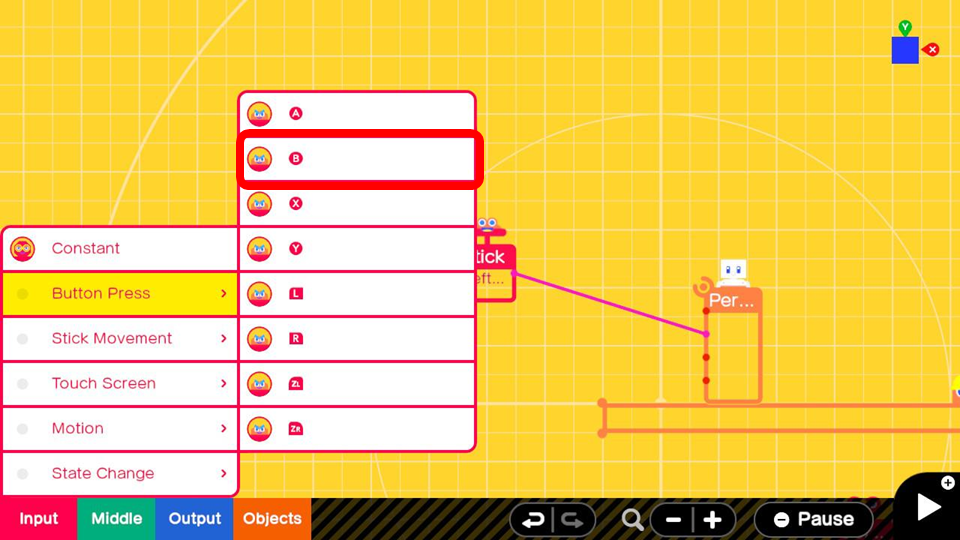 Y
X
A
B
X
Y
L
R
ZL
ZR
Constant
Button Press
Stick Movement
Touch Screen
Motion
State Change
tick
eft...
Per...
Input
Middle
Output
Objects
Pause